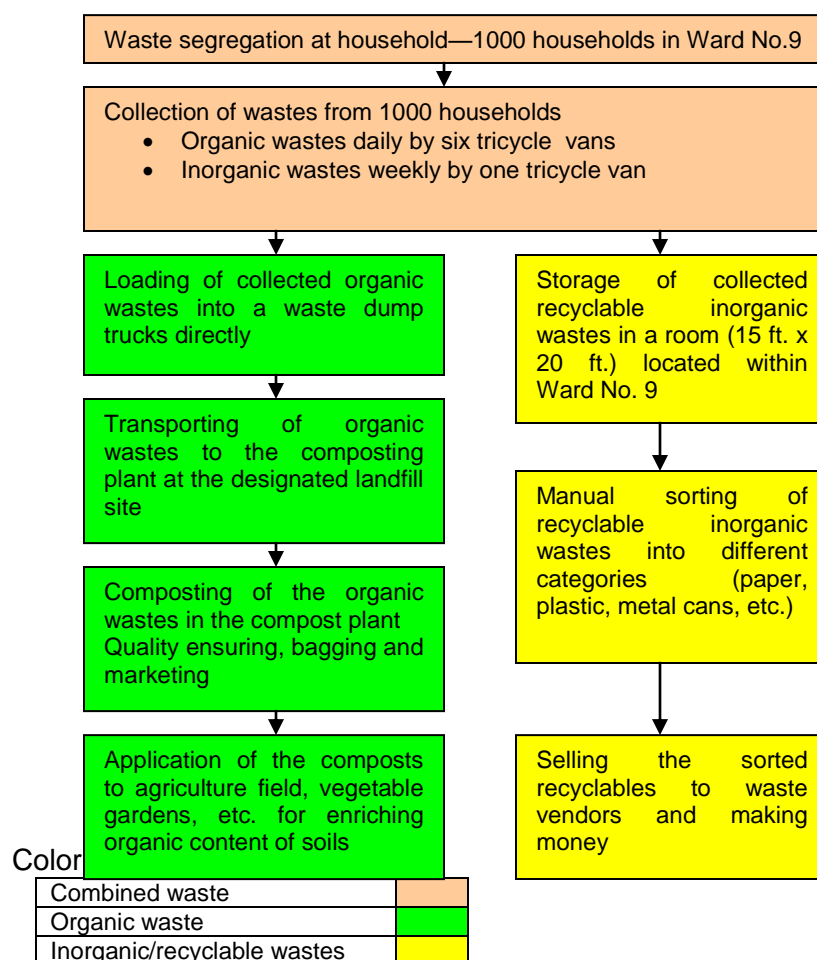 Waste segregation at household—1000 households in Ward No.9
Collection of wastes from 1000 households
• Organic wastes daily by six tricycle vans
• Inorganic wastes weekly by one tricycle van
Loading of collected organic
wastes into a waste dump
trucks directly
Transporting of organic
wastes to the composting
plant at the designated landfill
site
Composting of the organic
wastes in the compost plant
Quality ensuring, bagging and
marketing
Application of the composts
to agriculture field, vegetable
gardens, etc. for enriching
organic content of soils
Storage of collected
recyclable inorganic
wastes in a room (15 ft. x
20 ft.) located within
Ward No. 9
Manual sorting of
recyclable inorganic
wastes into different
categories (paper,
plastic, metal cans, etc.)
Selling the sorted
recyclables to waste
vendors and making
money
Color
Combined waste
Organic waste
Inorganic/recyclable wastes